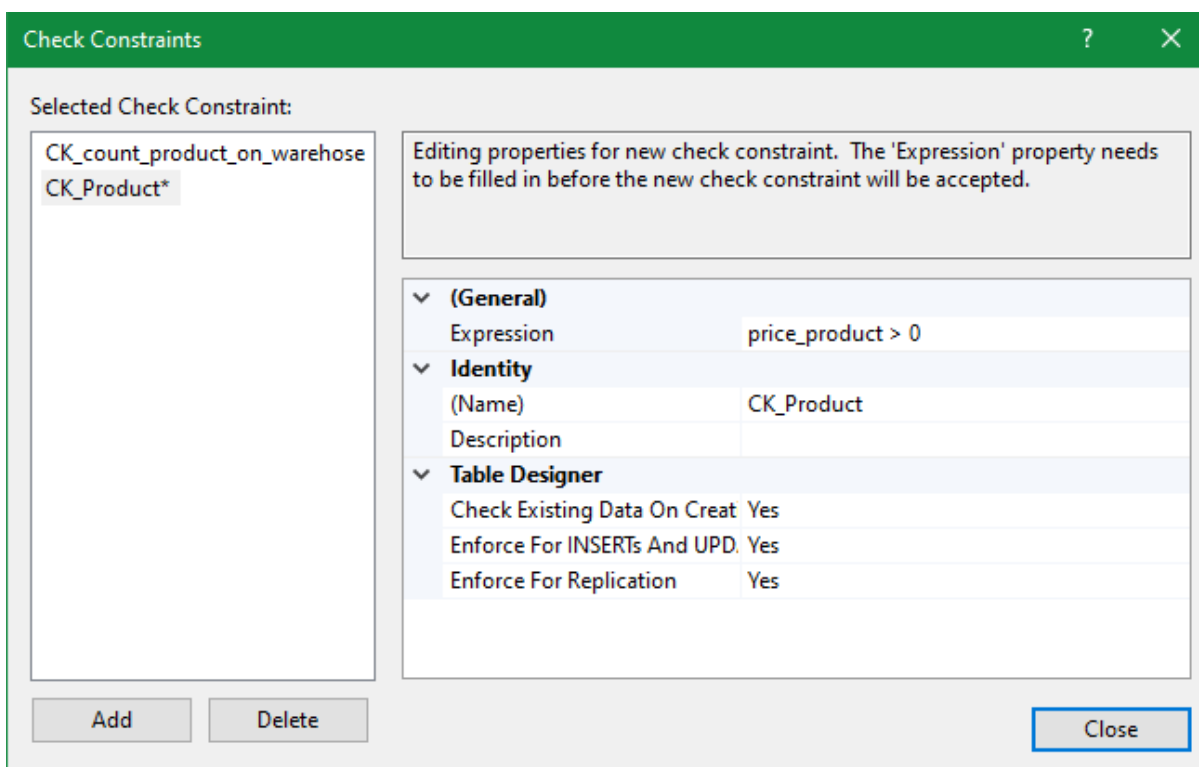 Check Constraints
?
Selected Check Constraint:
CK_count_product_on_warehose
CK_Product*
Editing properties for new check constraint.  The 'Expression' property needs
to be filled in before the new check constraint will be accepted.
(General)
Expression price_product > 0
Identity
(Name) CK_Product
Description
Table Designer
Check Existing Data On Creat Yes
Enforce For INSERTs And UPD. Yes
Enforce For Replication Yes
Add Delete
Close